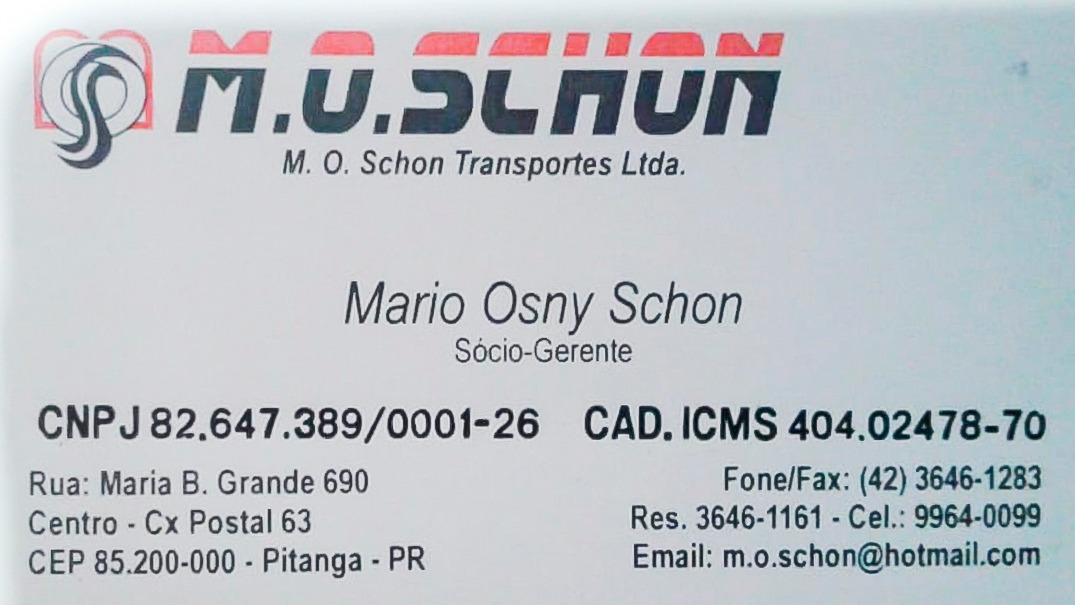 M.O.SCHON
M. O. Schon Transportes Ltda.
Mario Osny Schon
Sócio-Gerente
CNPJ 82.647.389/0001-26 CAD. ICMS 404.02478-70
Rua: Maria B. Grande 690
Fone/Fax: (42) 3646-1283
Centro - Cx Postal 63
Res. 3646-1161 - Cel.: 9964-0099
CEP 85.200-000 - Pitanga - PR
Email: m.o.schon@hotmail.com